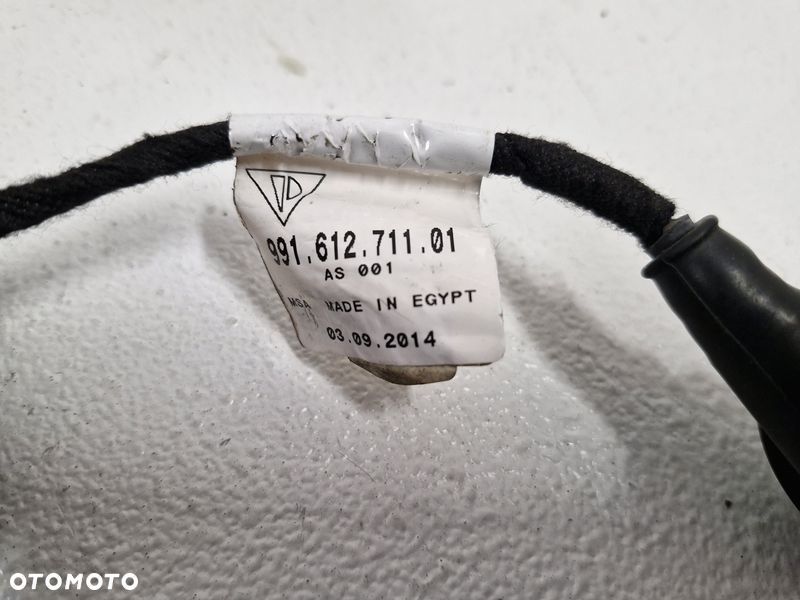 991.612.711.01
AS 001
MSA MADE IN EGYPT
03.09.2014
OTOMOTO